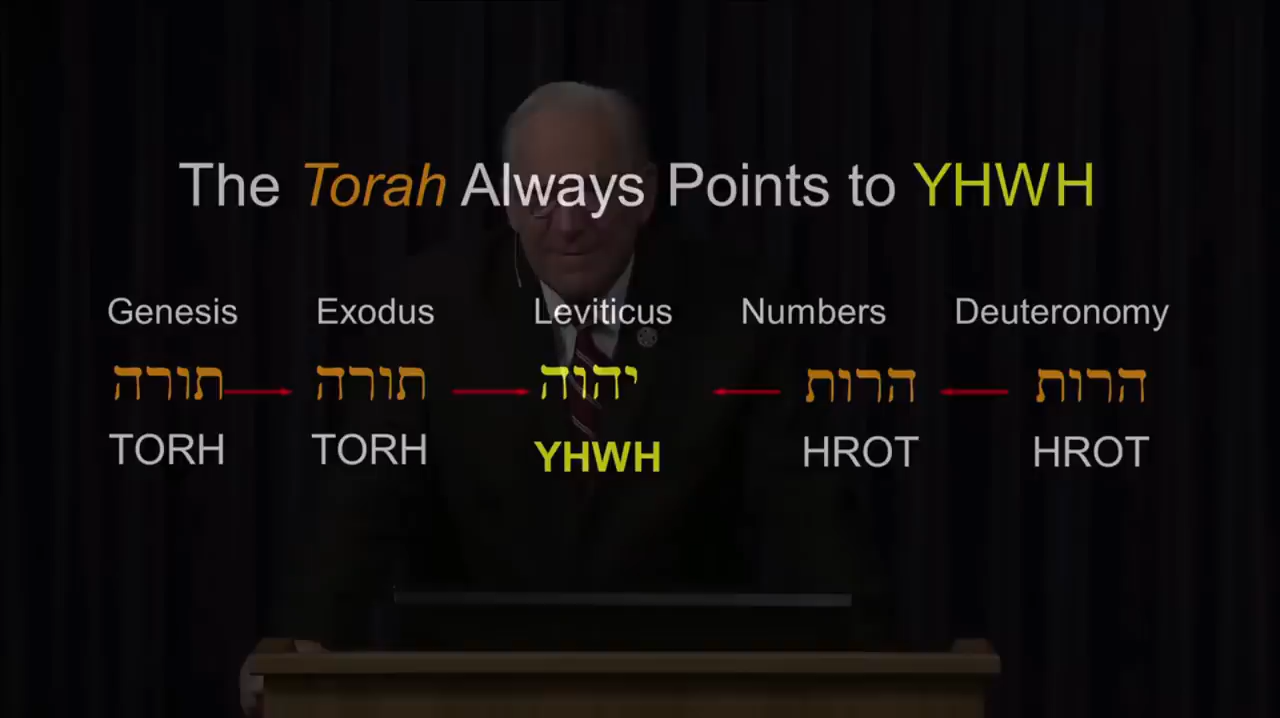 The Torah Always Points to YHWH
Genesis Exodus Leviticus Numbers Deuteronomy
תורה תורה יהוה הרות הרות
TORH TORH YHWH HROT HROT